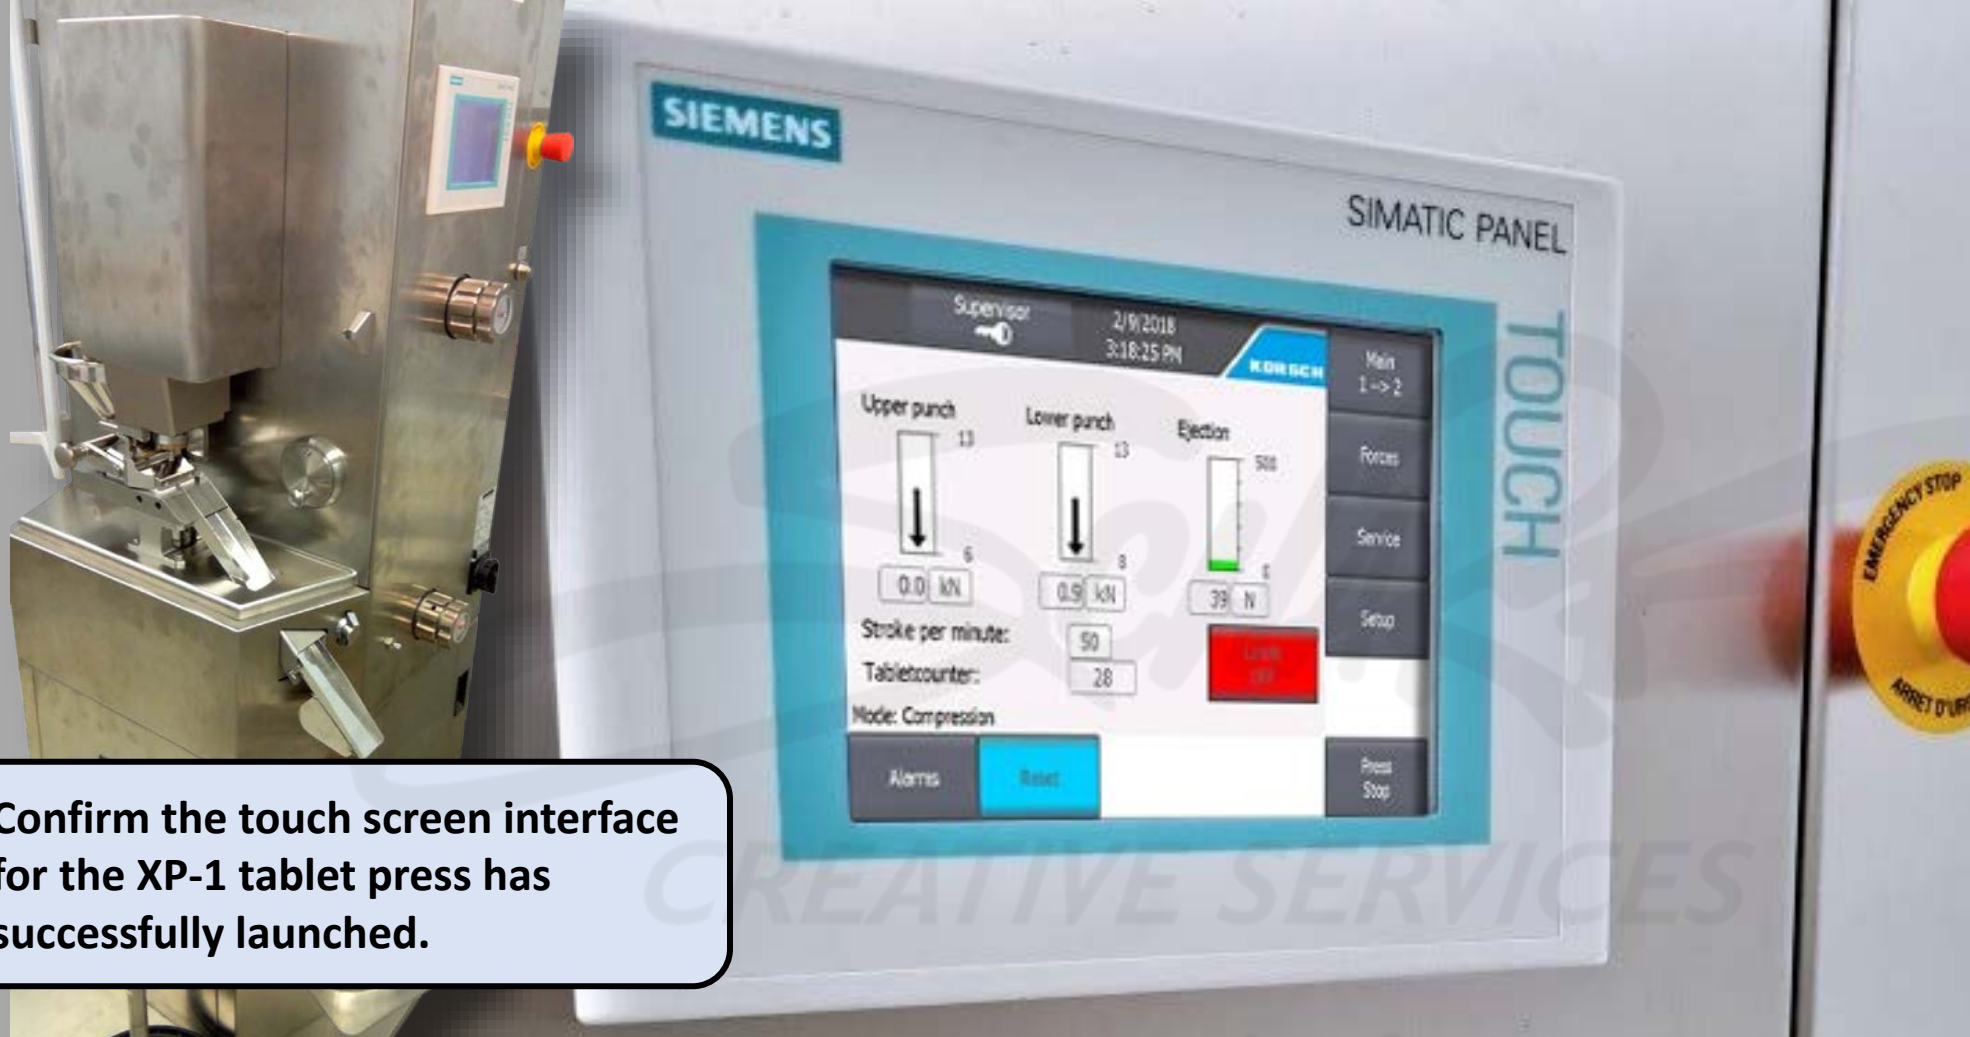 SIEMENS
SIMATIC PANEL
TOUCH
Supervisor
2/9/2018
3:18:25 PM
KORSCH
Main
1 --> 2
Upper punch
Lower punch
Ejection
13
13
500
Forces
Service
6
8
0.0 kN
0.9 kN
39 N
Setup
Stroke per minute:
50
Tabletcounter:
28
OFF
Mode: Compression
Alarms
Reset
Press
Stop
EMERGENCY STOP
Confirm the touch screen interface
for the XP-1 tablet press has
successfully launched.
CREATIVE SERVICES